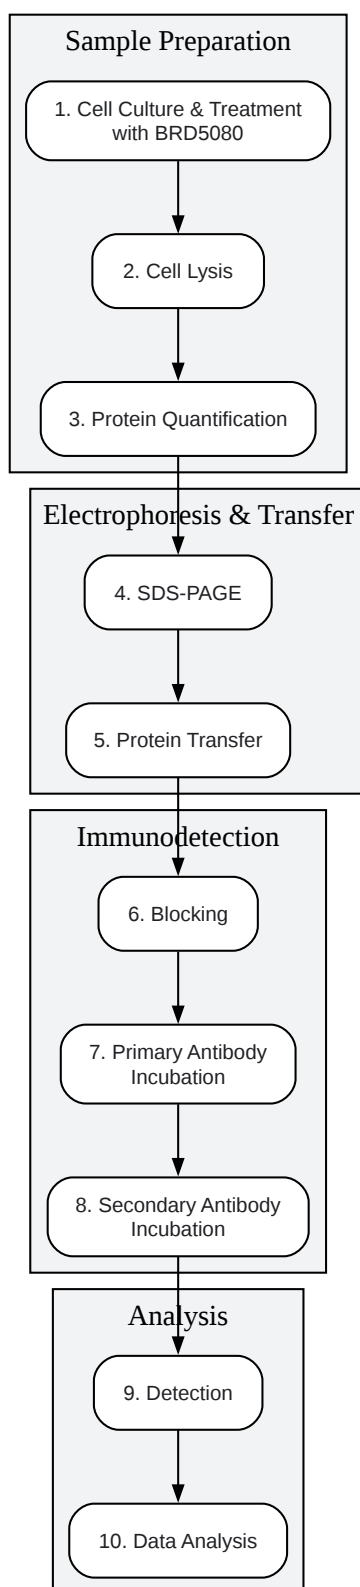 Sample Preparation
1. Cell Culture & Treatment
with BRD5080
2. Cell Lysis
3. Protein Quantification
Electrophoresis & Transfer
4. SDS-PAGE
5. Protein Transfer
Immunodetection
6. Blocking
7. Primary Antibody
Incubation
8. Secondary Antibody
Incubation
Analysis
9. Detection
10. Data Analysis